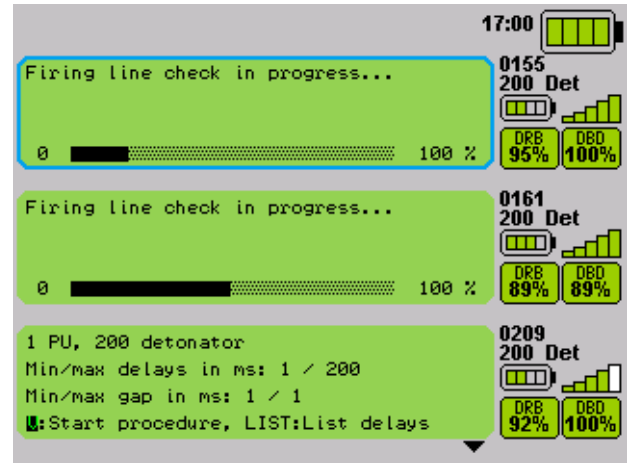 17:00
Firing line check in progress...
0 100 %
0155
200 Det
DRB DBD
95% 100%
Firing line check in progress...
0 100 %
0161
200 Det
DRB DBD
89% 89%
1 PU, 200 detonator
Min/max delays in ms: 1 / 200
Min/max gap in ms: 1 / 1
:Start procedure, LIST:List delays
0209
200 Det
DRB DBD
92% 100%